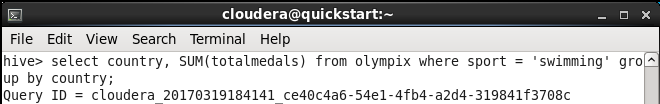 cloudera@quickstart:~
File Edit View Search Terminal Help
hive> select country, SUM(totalmedals) from olympix where sport = 'swimming' gro
up by country;
Query ID = cloudera_20170319184141_ce40c4a6-54e1-4fb4-a2d4-319841f3708c